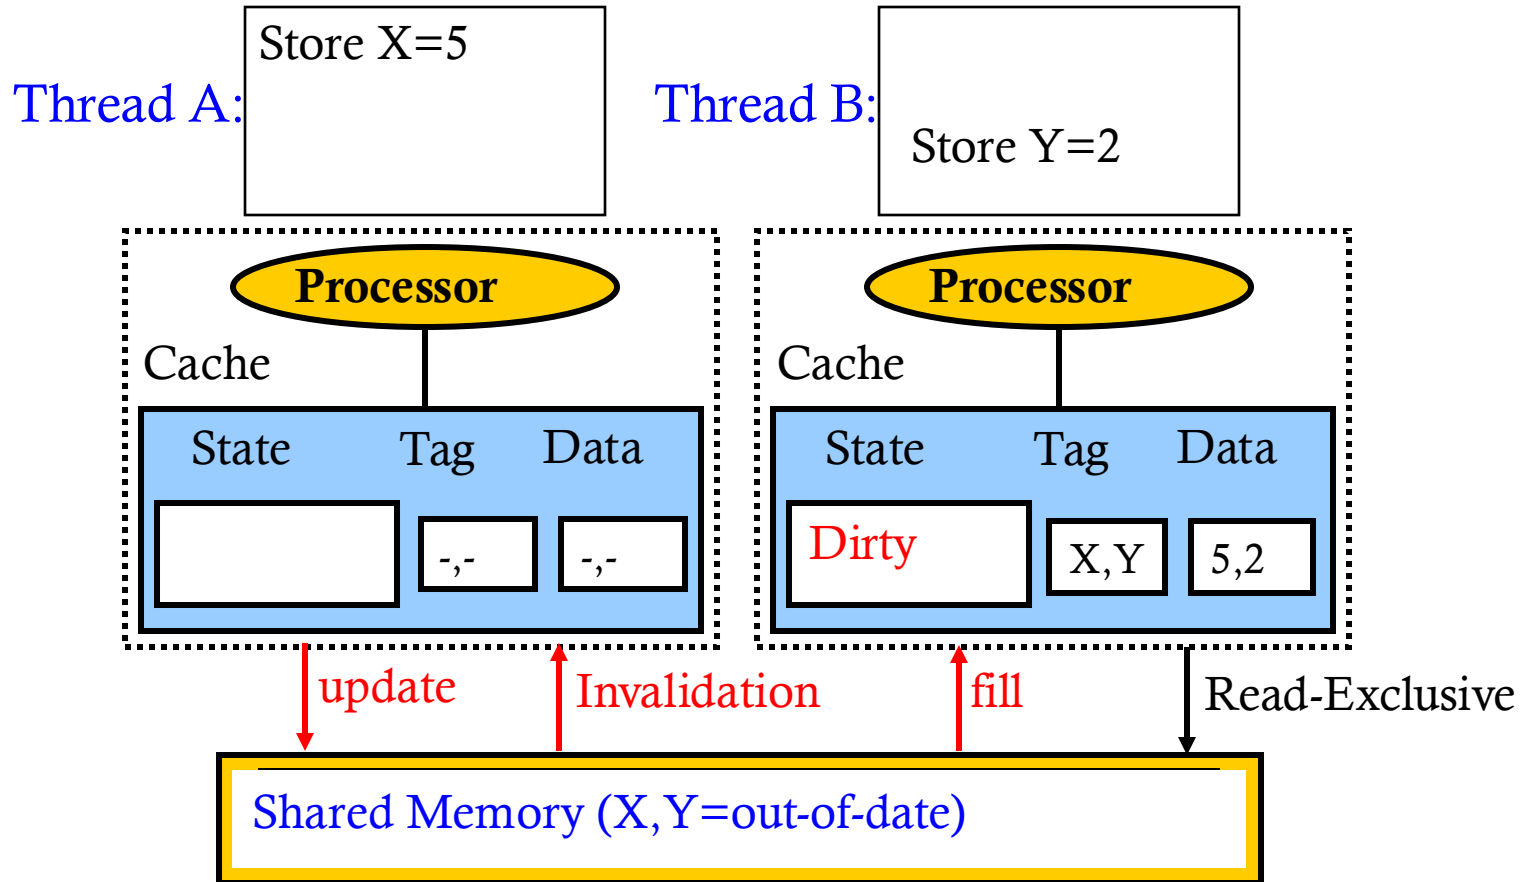 Store X=5
Thread A:
Thread B:
Store Y=2
Processor
Processor
Cache
Cache
State Tag Data
State Tag Data
-,- -,-
Dirty X,Y 5,2
update
Invalidation
fill
Read-Exclusive
Shared Memory (X,Y=out-of-date)